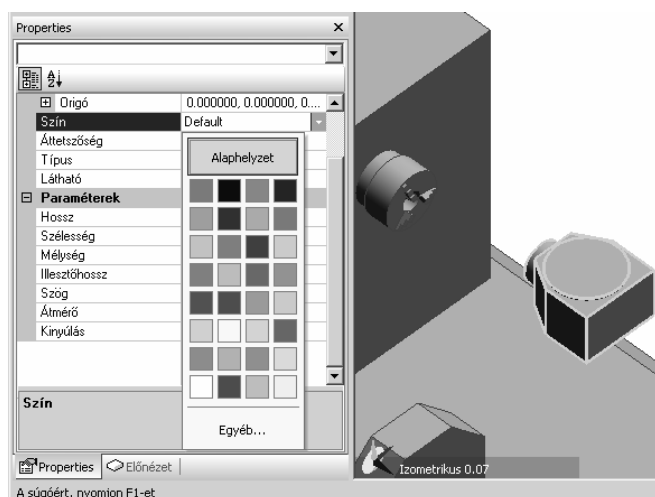 Properties
Origó 0.000000, 0.000000, 0....
Szín Default
Áttetszőség
Típus
Látható
Paraméterek
Hossz
Szélesség
Mélység
Illesztőhossz
Szög
Átmérő
Kinyúlás
Alaphelyzet
Egyéb...
Szín
Properties Előnézet
Izometrikus 0.07
A súgóért, nyomjon F1-et